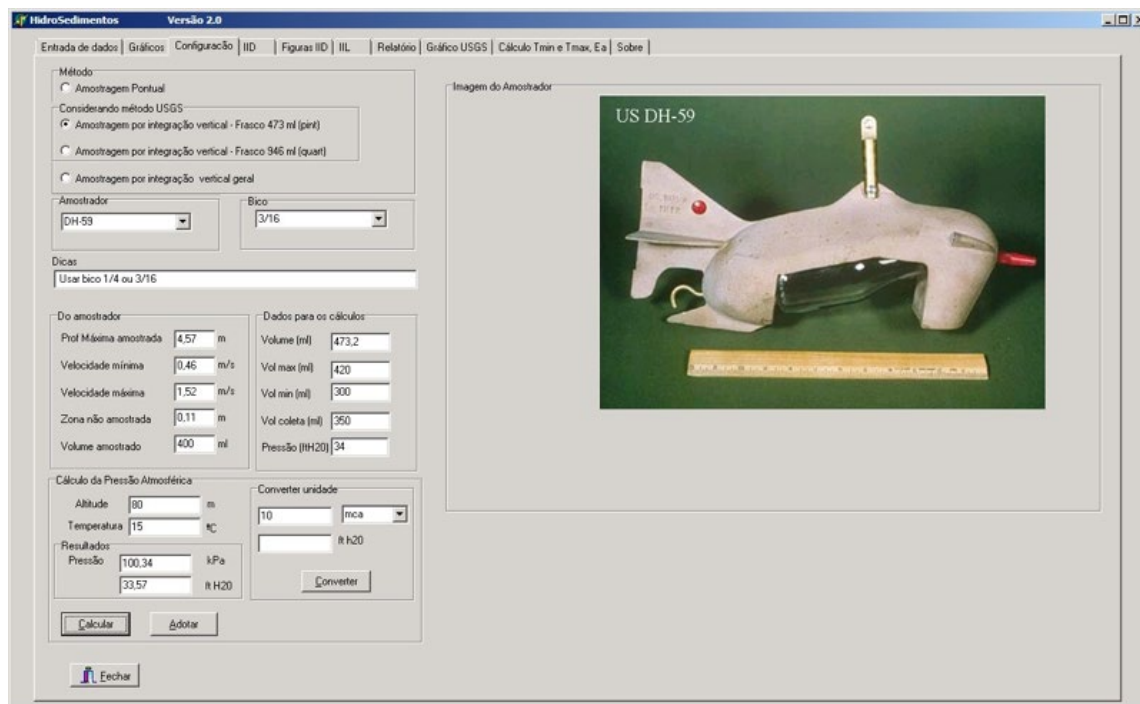 HidroSedimentos Versão 2.0
Entrada de dados Gráficos Configuracão IID Figuras IID IIL Relatório Gráfico USGS Cálculo Tmin e Tmax, Ea Sobre
Método
Amostragem Pontual
Considerando método USGS
Amostragem por integração vertical - Frasco 473 ml (pint)
Amostragem por integração vertical - Frasco 946 ml (quart)
Amostragem por integração vertical geral
Amostrador
DH-59
Bico
3/16
Dicas
Usar bico 1/4 ou 3/16
Do amostrador
Prof Máxima amostrada 4,57 m
Velocidade mínima 0,46 m/s
Velocidade máxima 1,52 m/s
Zona não amostrada 0,11 m
Volume amostrado 400 ml
Dados para os cálculos
Volume (ml) 473,2
Vol max (ml) 420
Vol min (ml) 300
Vol coleta (ml) 350
Pressão (ftH20) 34
Cálculo da Pressão Atmosférica
Altitude 80 m
Temperatura 15 ºC
Resultados
Pressão 100,34 kPa
33,57 ft H20
Converter unidade
10 mca
ft h20
Converter
Calcular Adotar
Fechar
Imagem do Amostrador
US DH-59